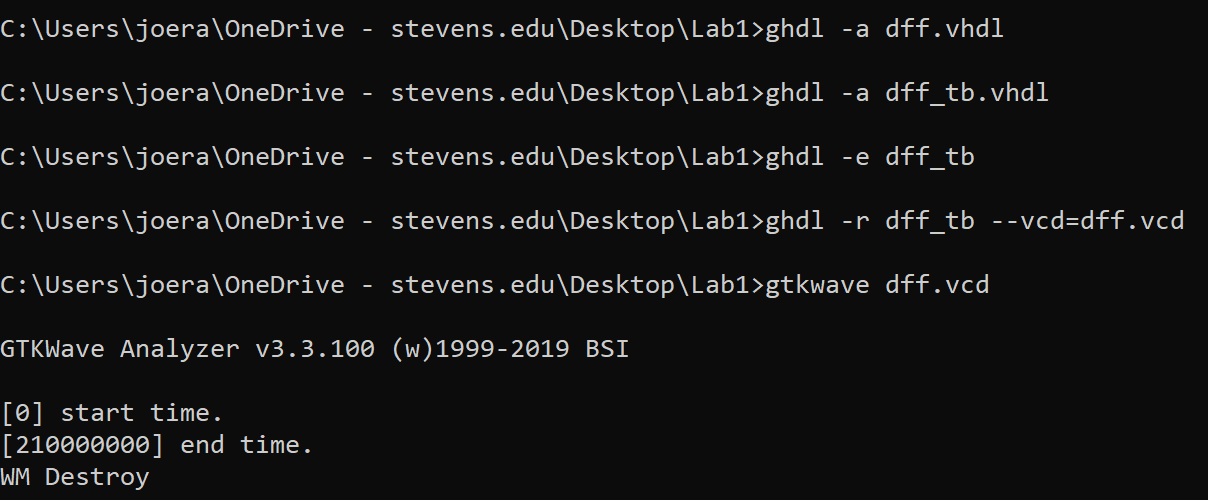 C:\Users\joera\OneDrive - stevens.edu\Desktop\Lab1>ghdl -a dff.vhdl
C:\Users\joera\OneDrive - stevens.edu\Desktop\Lab1>ghdl -a dff_tb.vhdl
C:\Users\joera\OneDrive - stevens.edu\Desktop\Lab1>ghdl -e dff_tb
C:\Users\joera\OneDrive - stevens.edu\Desktop\Lab1>ghdl -r dff_tb --vcd=dff.vcd
C:\Users\joera\OneDrive - stevens.edu\Desktop\Lab1>gtkwave dff.vcd
GTKWave Analyzer v3.3.100 (w)1999-2019 BSI
[0] start time.
[210000000] end time.
WM Destroy